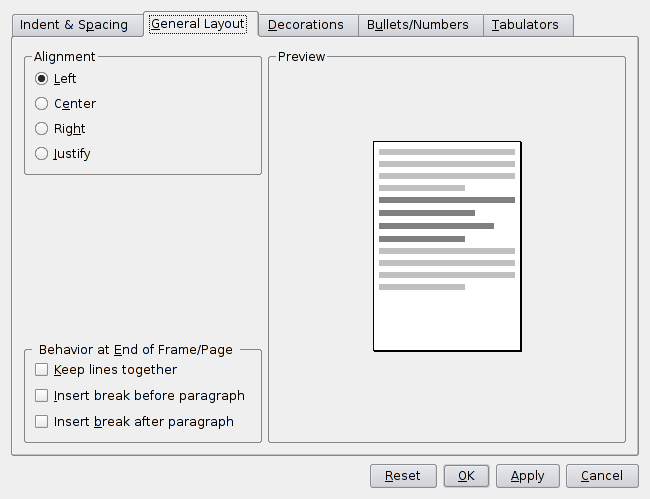 Indent & Spacing General Layout Decorations Bullets/Numbers Tabulators
Alignment
Left
Center
Right
Justify
Preview
Behavior at End of Frame/Page
Keep lines together
Insert break before paragraph
Insert break after paragraph
Reset OK Apply Cancel